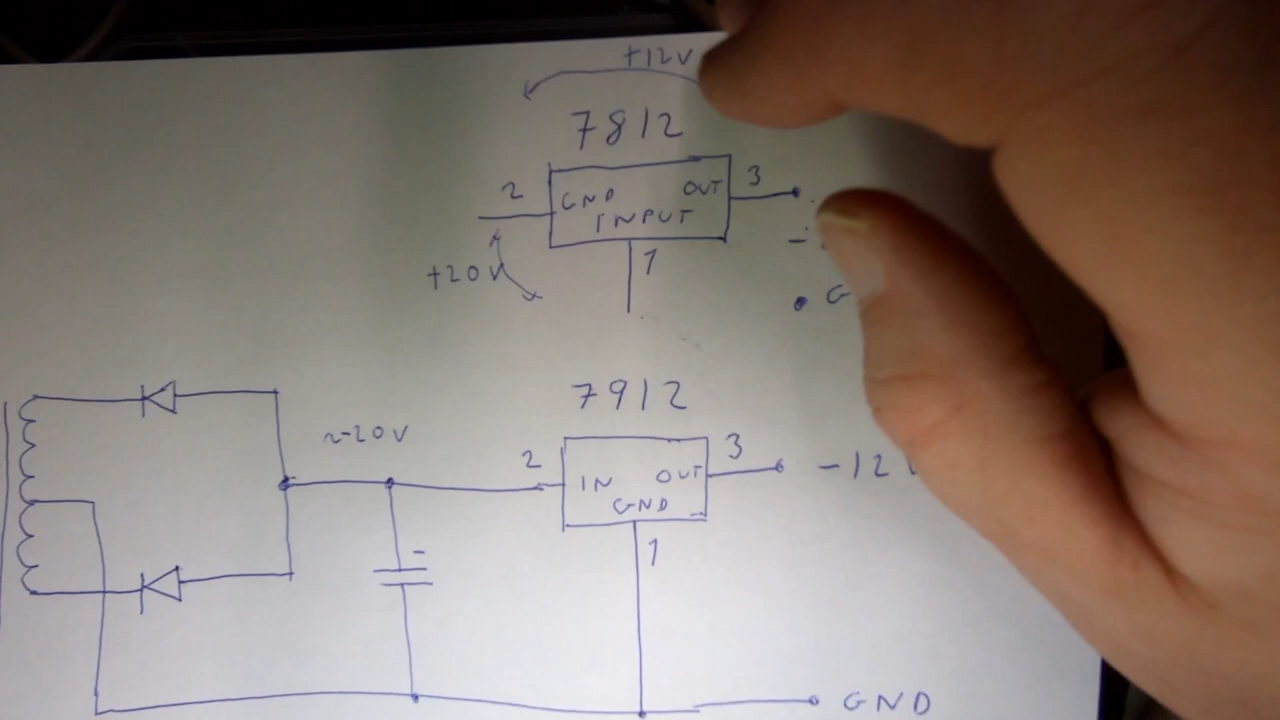 +12V
7812
2
GND
OUT
3
INPUT
+20V
1
7912
~-20V
2
3
-12
IN
OUT
GND
-
1
GND